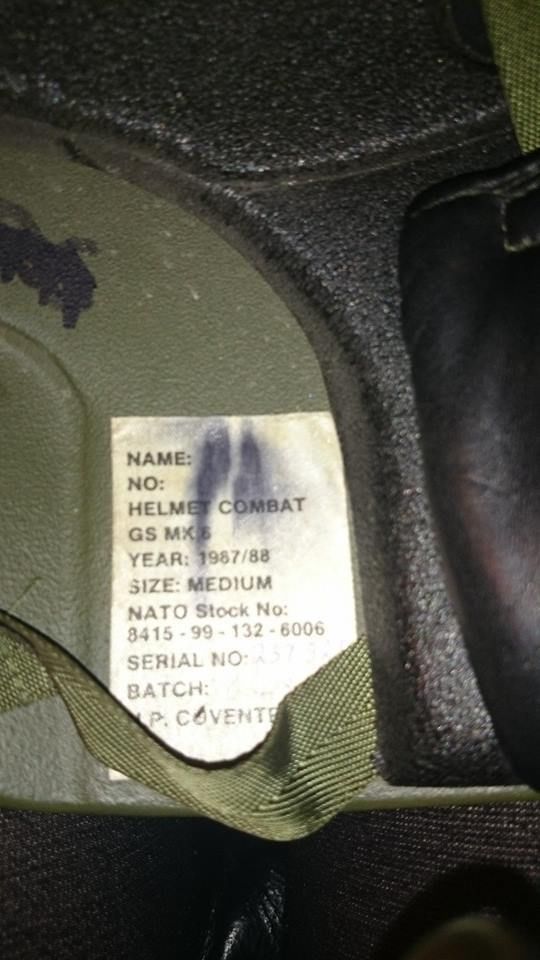 NAME:
NO:
HELMET COMBAT
GS MK.6
YEAR: 1987/88
SIZE: MEDIUM
NATO Stock No:
8415 - 99 - 132 - 6006
SERIAL NO:
BATCH: